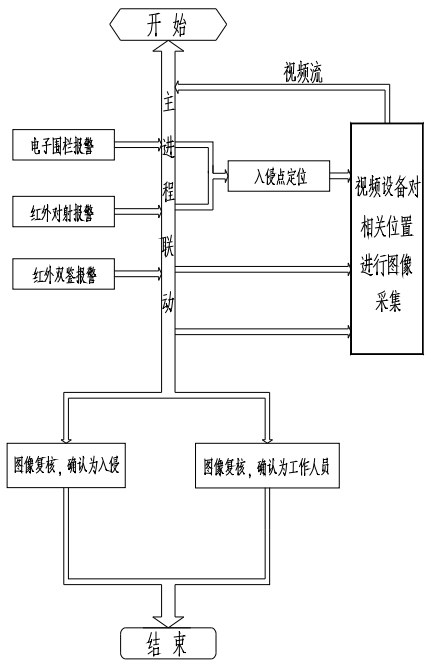 开始
视频流
主进程联动
电子围栏报警
入侵点定位
视频设备对
相关位置
进行图像
采集
红外对射报警
红外双鉴报警
图像复核，确认为入侵
图像复核，确认为工作人员
结束